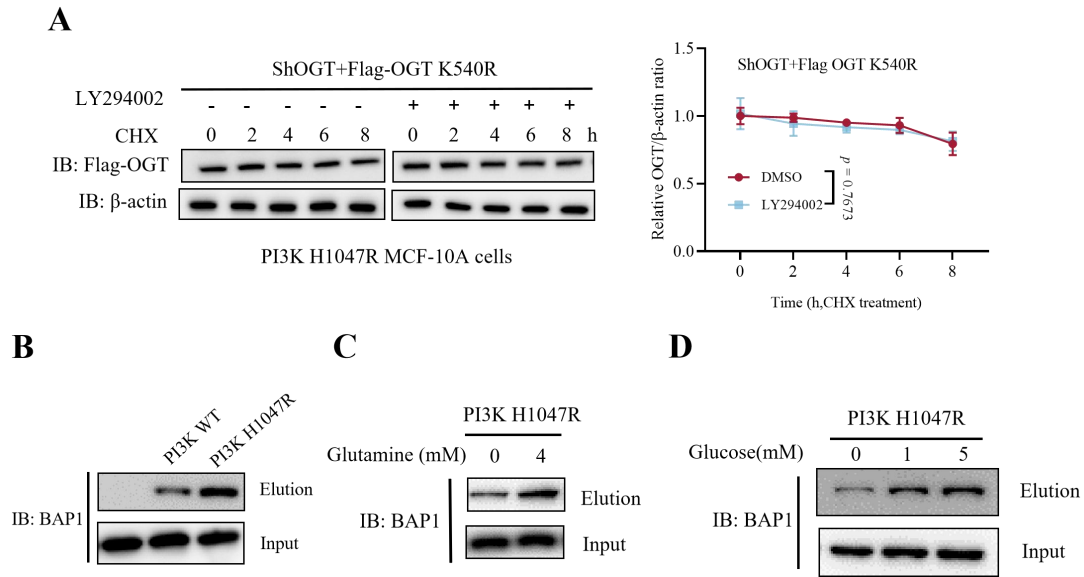 A
ShOGT+Flag-OGT K540R
LY294002 - - - - - + + + + +
CHX 0 2 4 6 8 0 2 4 6 8 h
IB: Flag-OGT
IB: β-actin
PI3K H1047R MCF-10A cells
Relative OGT/β-actin ratio
1.5
1.0
0.5
0.0
ShOGT+Flag OGT K540R
DMSO
LY294002
p = 0.7673
0 2 4 6 8
Time (h,CHX treatment)
B
PI3K WT
PI3K H1047R
IB: BAP1
Elution
Input
C
PI3K H1047R
Glutamine (mM) 0 4
IB: BAP1
Elution
Input
D
PI3K H1047R
Glucose(mM) 0 1 5
IB: BAP1
Elution
Input